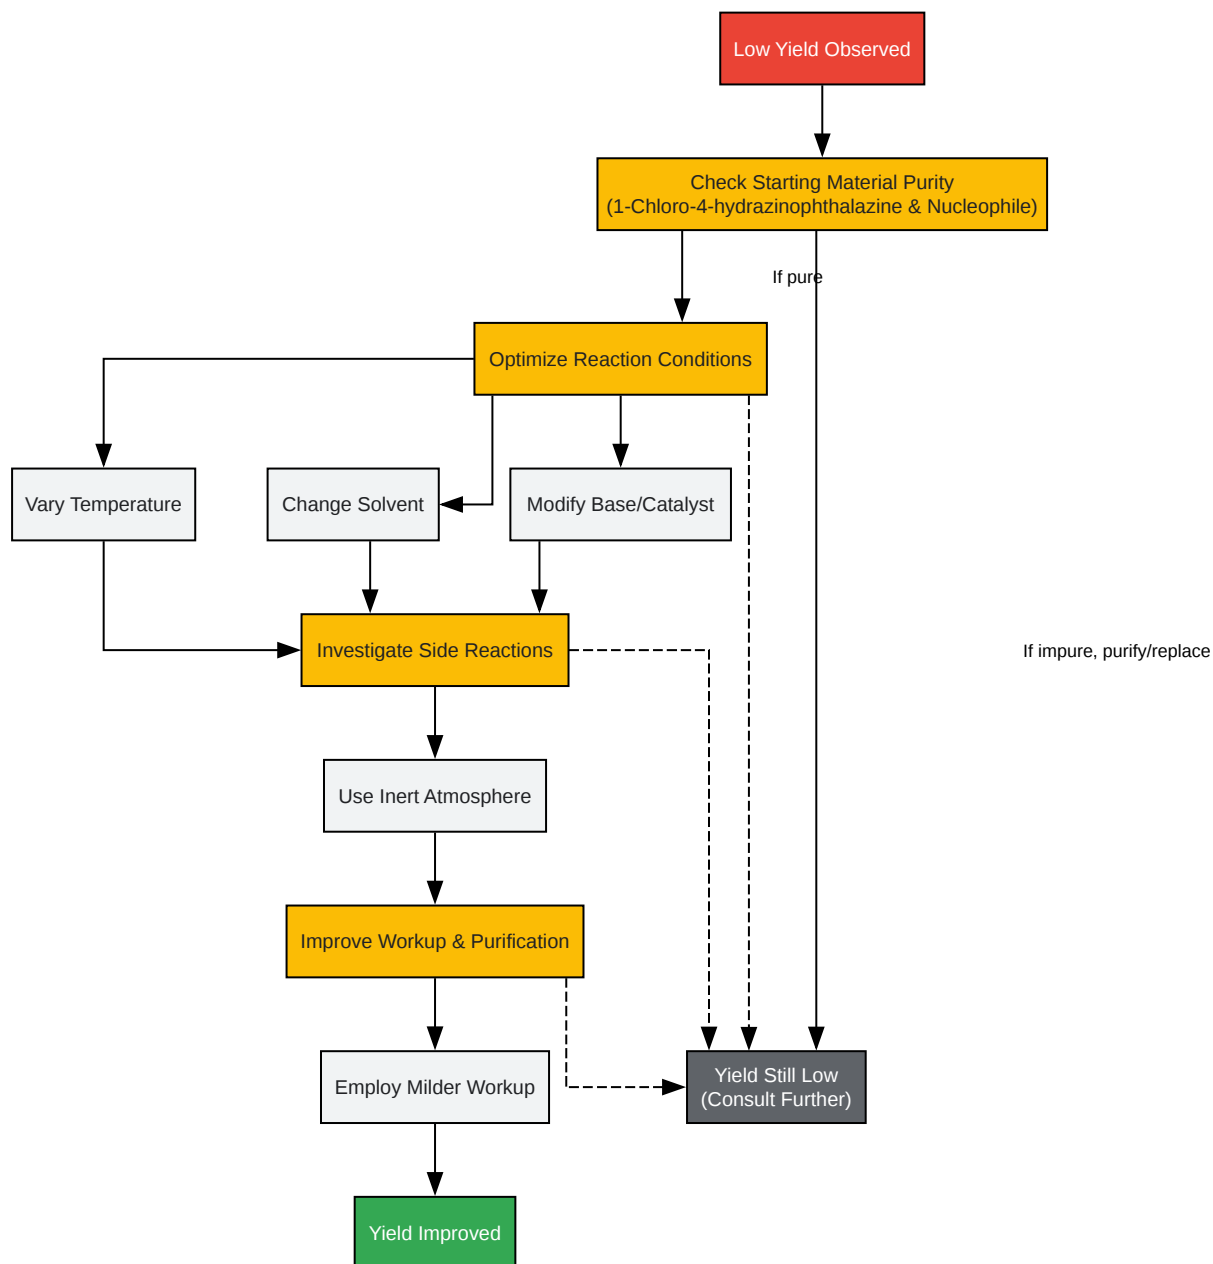 Low Yield Observed
Check Starting Material Purity
(1-Chloro-4-hydrazinophthalazine & Nucleophile)
If pure
Optimize Reaction Conditions
Vary Temperature
Change Solvent
Modify Base/Catalyst
Investigate Side Reactions
If impure, purify/replace
Use Inert Atmosphere
Improve Workup & Purification
Employ Milder Workup
Yield Still Low
(Consult Further)
Yield Improved